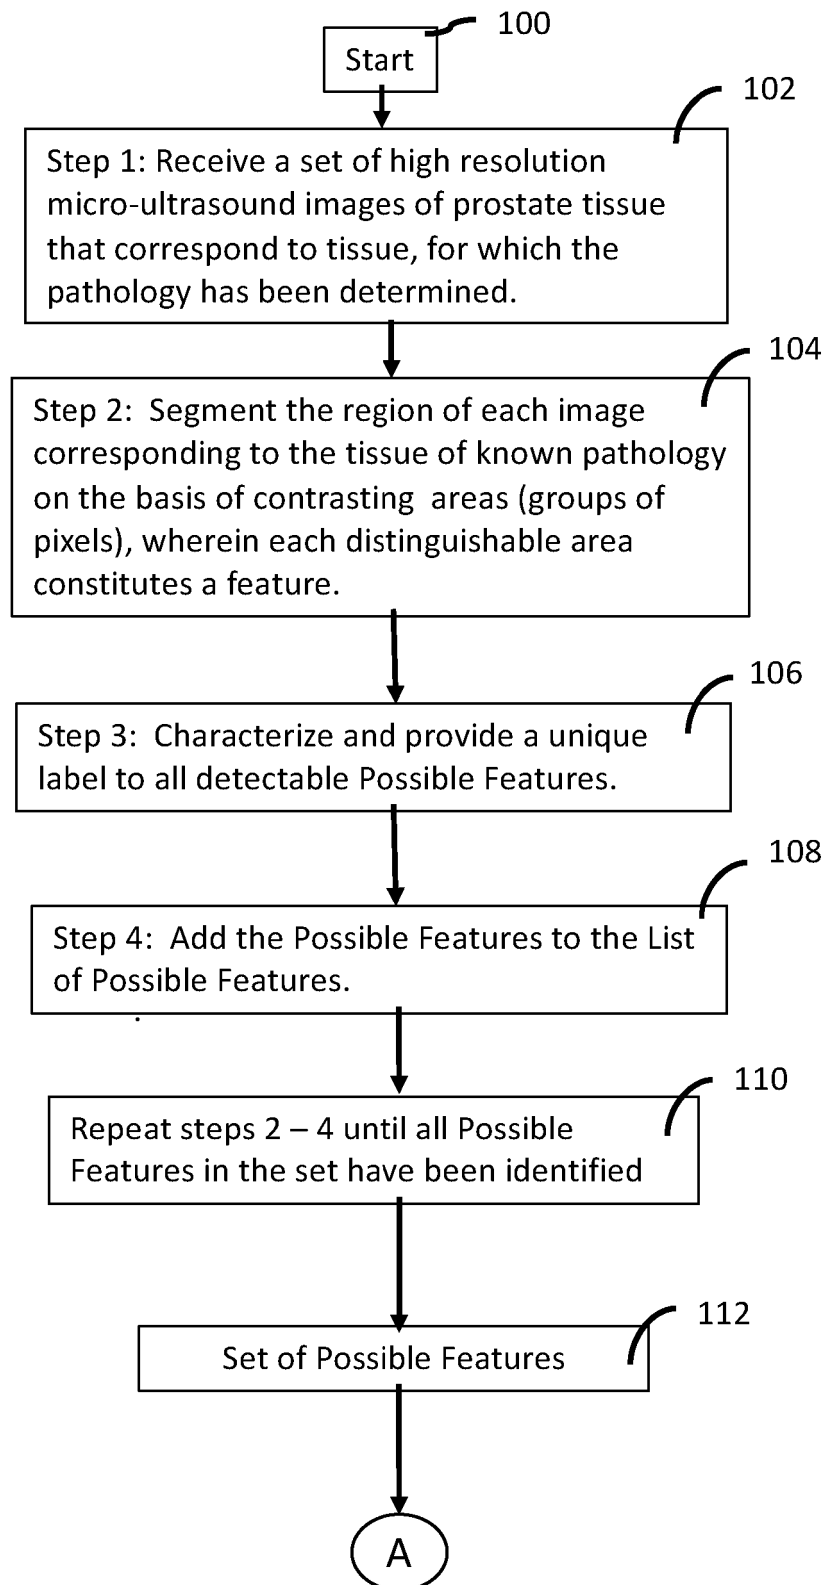 100
Start
102
Step 1: Receive a set of high resolution
micro-ultrasound images of prostate tissue
that correspond to tissue, for which the
pathology has been determined.
104
Step 2:  Segment the region of each image
corresponding to the tissue of known pathology
on the basis of contrasting  areas (groups of
pixels), wherein each distinguishable area
constitutes a feature.
106
Step 3:  Characterize and provide a unique
label to all detectable Possible Features.
108
Step 4:  Add the Possible Features to the List
of Possible Features.
.
110
Repeat steps 2 – 4 until all Possible
Features in the set have been identified
112
Set of Possible Features
A